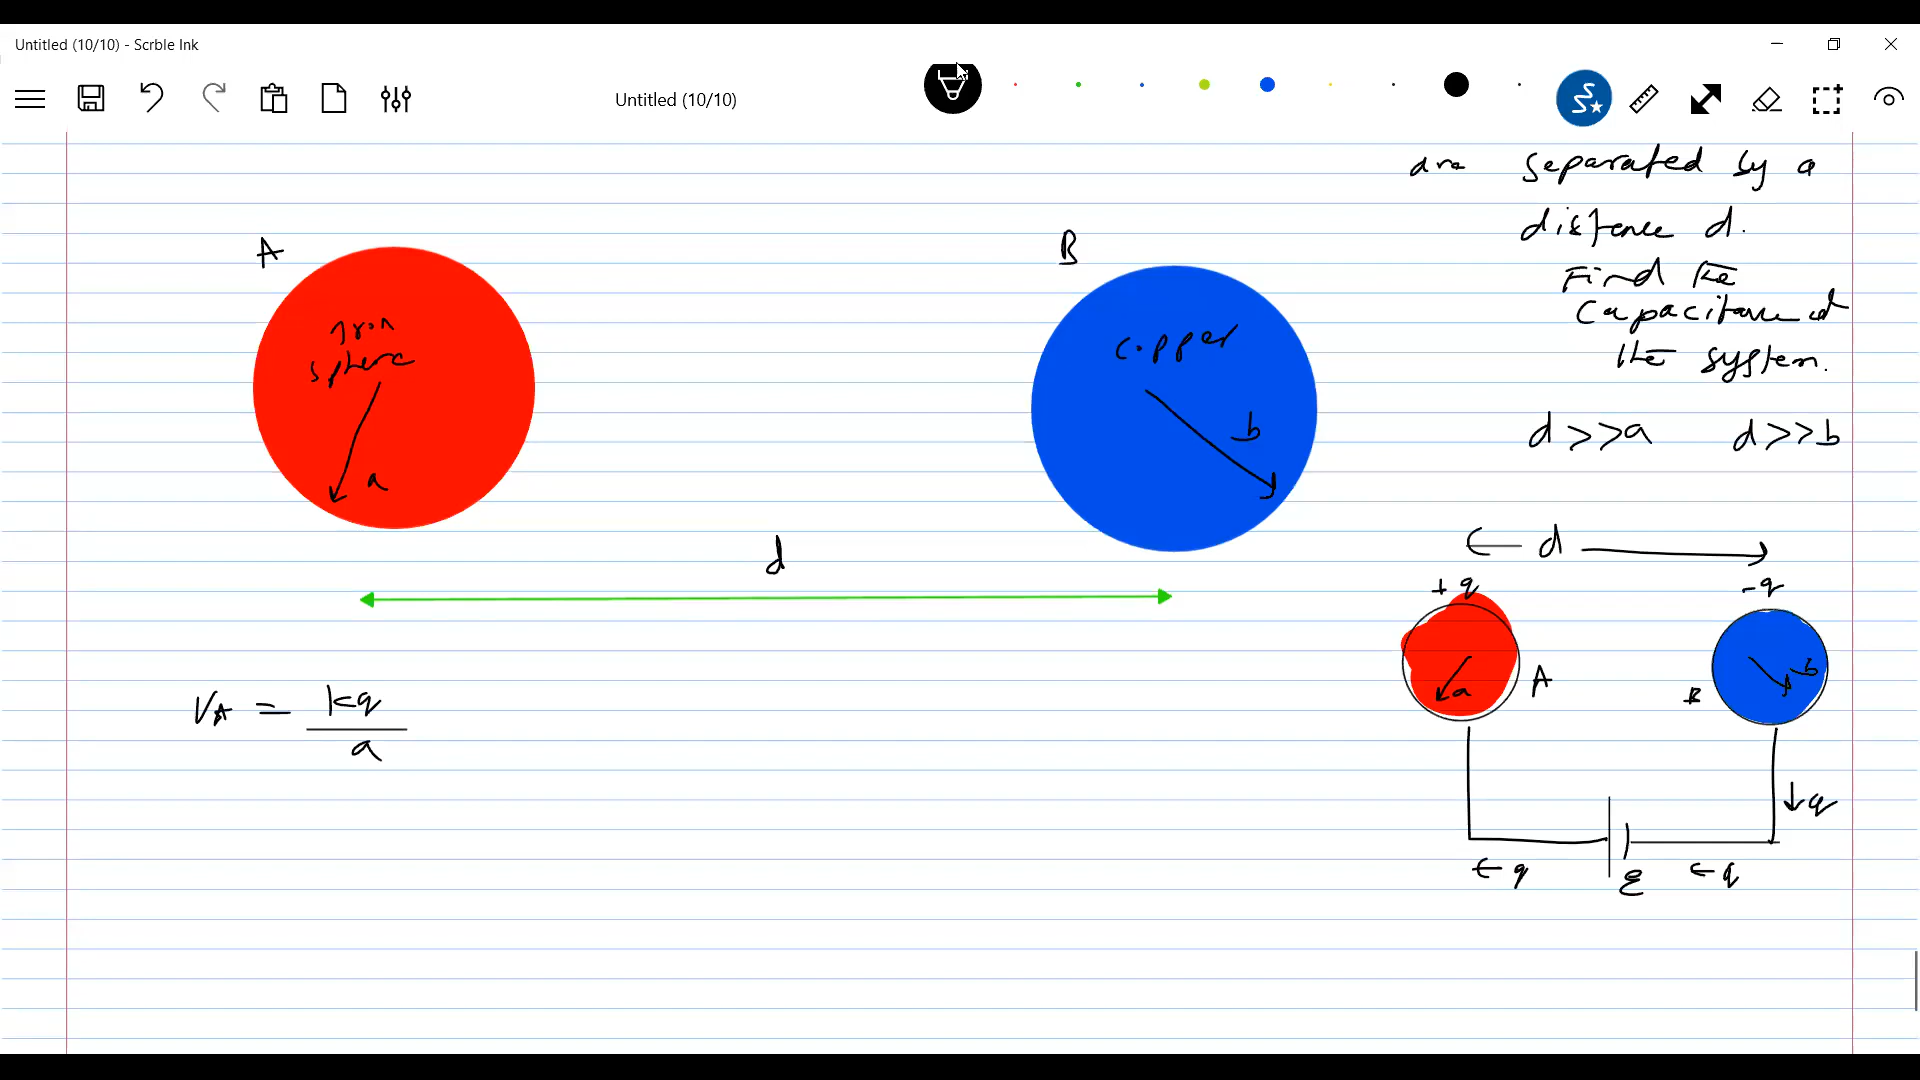 Untitled (10/10) - Scrble Ink
Untitled (10/10)
are separated by a
distance d.
Find the
Capacitance of
the system.
d >> a d >> b
A
Iron
sphere
a
B
copper
b
d
V_A = kq / a
d
+q
-q
a
A
B
b
↓q
←q
ε
←q